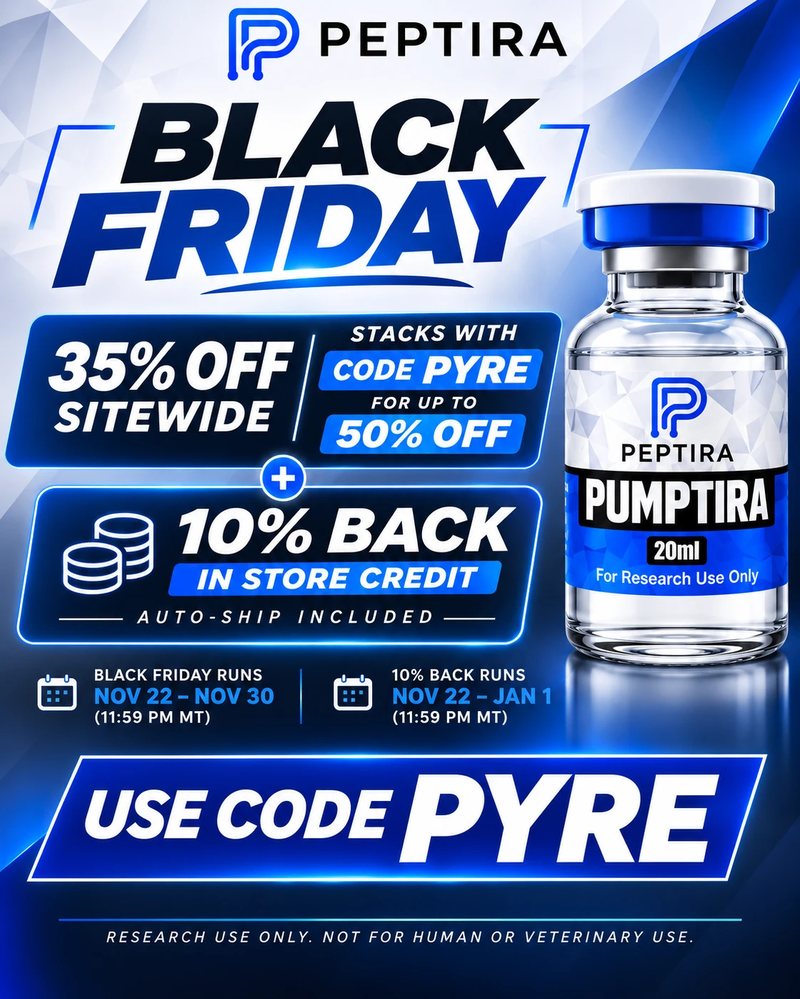 PEPTIRA
BLACK
FRIDAY
35% OFF
SITEWIDE
STACKS WITH
CODE PYRE
FOR UP TO
50% OFF
+
10% BACK
IN STORE CREDIT
AUTO-SHIP INCLUDED
PEPTIRA
PUMPTIRA
20ml
For Research Use Only
BLACK FRIDAY RUNS
NOV 22 – NOV 30
(11:59 PM MT)
10% BACK RUNS
NOV 22 – JAN 1
(11:59 PM MT)
USE CODE PYRE
RESEARCH USE ONLY. NOT FOR HUMAN OR VETERINARY USE.